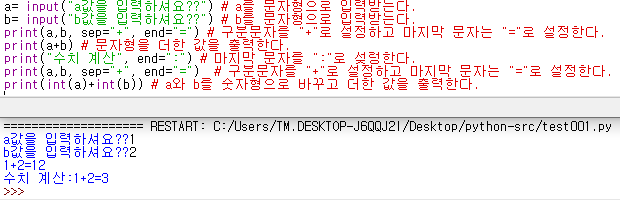 a= input("a값을 입력하셔요??") # a를 문자형으로 입력받는다.
b= input("b값을 입력하셔요??") # b를 문자형으로 입력받는다.
print(a,b, sep="+", end="=") # 구분문자를 "+"로 설정하고 마지막 문자는 "="로 설정한다.
print(a+b) # 문자형을 더한 값을 출력한다.
print("수치 계산", end=":") # 마지막 문자를 ":"로 셪렁한다.
print(a,b, sep="+", end="=")  # 구분문자를 "+"로 설정하고 마지막 문자는 "="로 설정한다.
print(int(a)+int(b)) # a와 b를 숫자형으로 바꾸고 더한 값을 출력한다.
==================== RESTART: C:/Users/TM.DESKTOP-J6QQJ2I/Desktop/python-src/test001.py
a값을 입력하셔요??1
b값을 입력하셔요??2
1+2=12
수치 계산:1+2=3
>>>